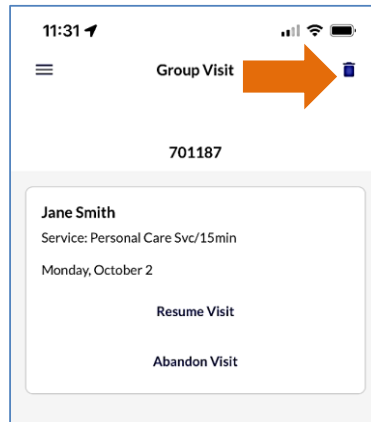 11:31
Group Visit
701187
Jane Smith
Service: Personal Care Svc/15min
Monday, October 2
Resume Visit
Abandon Visit